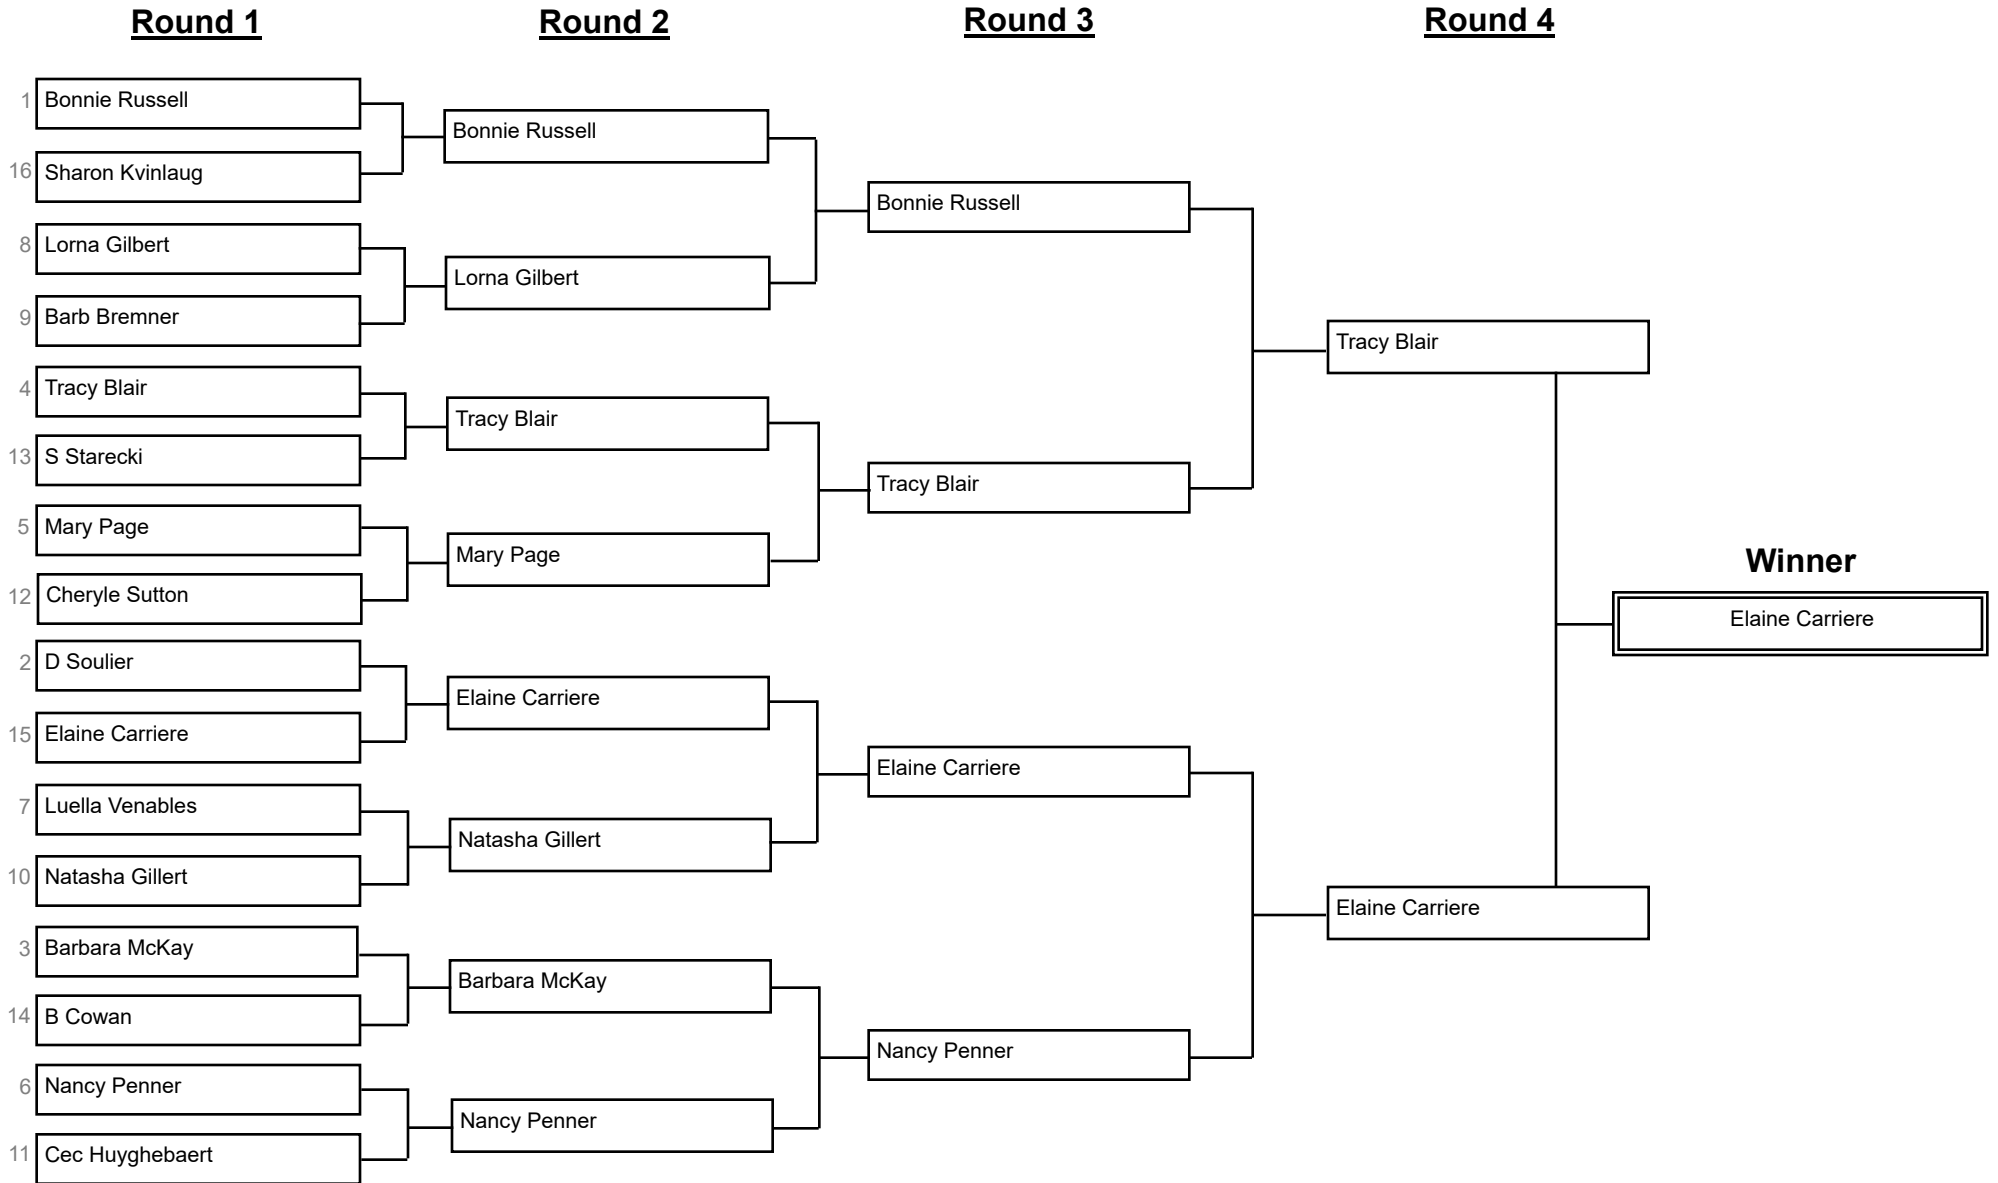 Round 1
Round 2
Round 3
Round 4
1 Bonnie Russell
16 Sharon Kvinlaug
8 Lorna Gilbert
9 Barb Bremner
4 Tracy Blair
13 S Starecki
5 Mary Page
12 Cheryle Sutton
2 D Soulier
15 Elaine Carriere
7 Luella Venables
10 Natasha Gillert
3 Barbara McKay
14 B Cowan
6 Nancy Penner
11 Cec Huyghebaert
Bonnie Russell
Lorna Gilbert
Tracy Blair
Mary Page
Elaine Carriere
Natasha Gillert
Barbara McKay
Nancy Penner
Bonnie Russell
Tracy Blair
Elaine Carriere
Nancy Penner
Tracy Blair
Elaine Carriere
Winner
Elaine Carriere